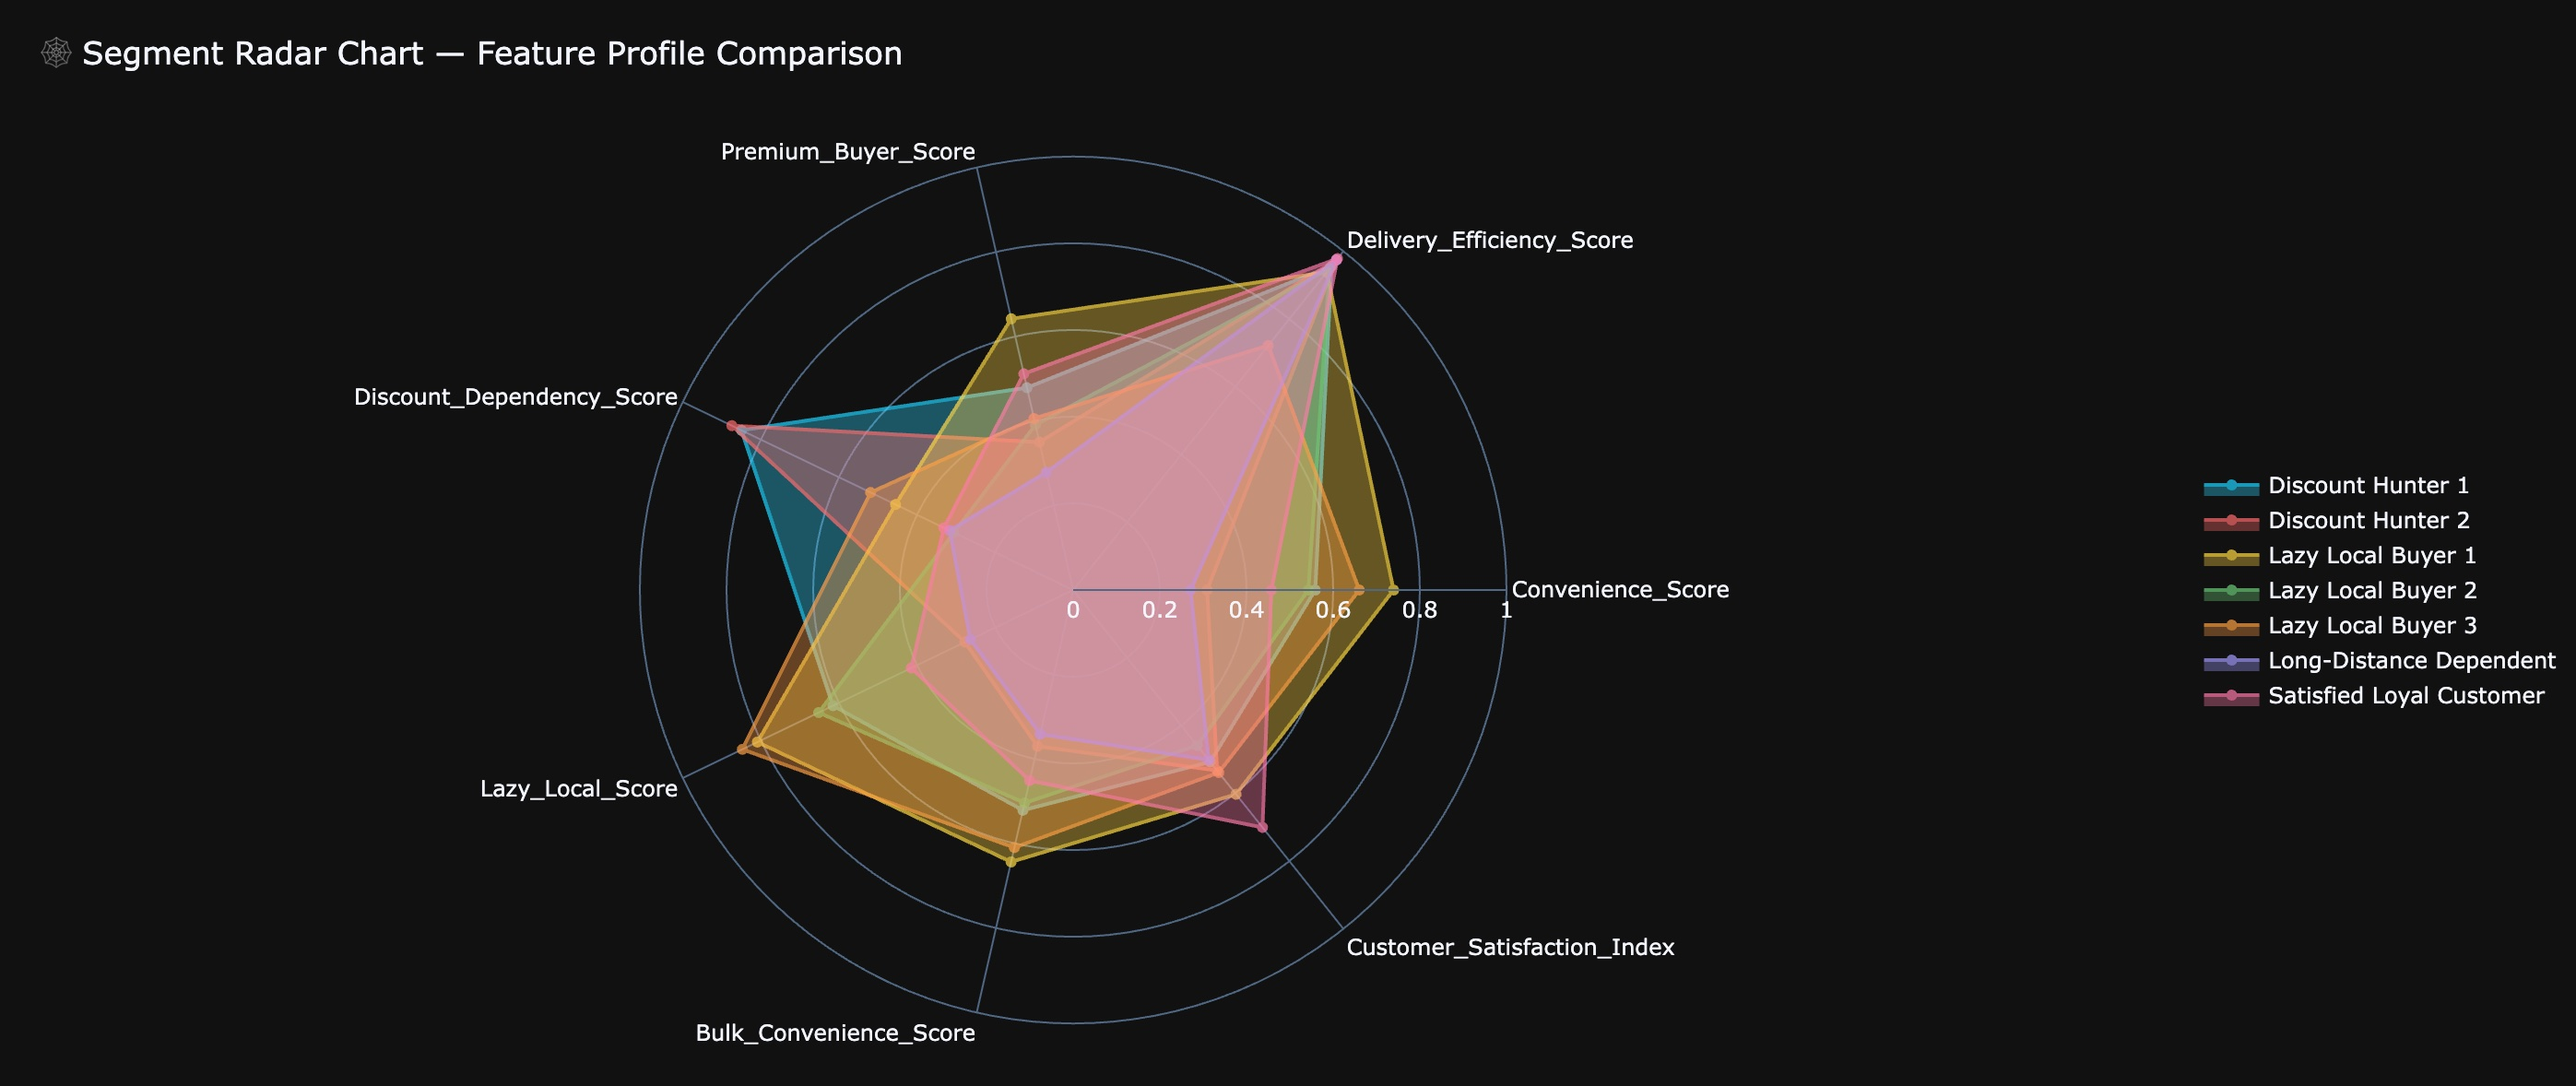 🕸 Segment Radar Chart — Feature Profile Comparison
Premium_Buyer_Score
Delivery_Efficiency_Score
Discount_Dependency_Score
Convenience_Score
0 0.2 0.4 0.6 0.8 1
Lazy_Local_Score
Customer_Satisfaction_Index
Bulk_Convenience_Score
Discount Hunter 1
Discount Hunter 2
Lazy Local Buyer 1
Lazy Local Buyer 2
Lazy Local Buyer 3
Long-Distance Dependent
Satisfied Loyal Customer